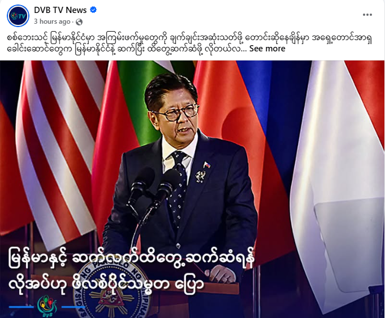 DVB TV News
3 hours ago
စစ်ဘေးသင့် မြန်မာနိုင်ငံမှာ အကြမ်းဖက်မှုတွေကို ချက်ချင်းအဆုံးသတ်ဖို့ တောင်းဆိုနေချိန်မှာ အရှေ့တောင်အာရှ
ခေါင်းဆောင်တွေက မြန်မာနိုင်ငံနဲ့ ဆက်ပြီး ထိတွေ့ဆက်ဆံဖို့ လိုတယ်လ... See more
မြန်မာနှင့် ဆက်လက်ထိတွေ့ဆက်ဆံရန်
လိုအပ်ဟု ဖိလစ်ပိုင်သမ္မတ ပြော